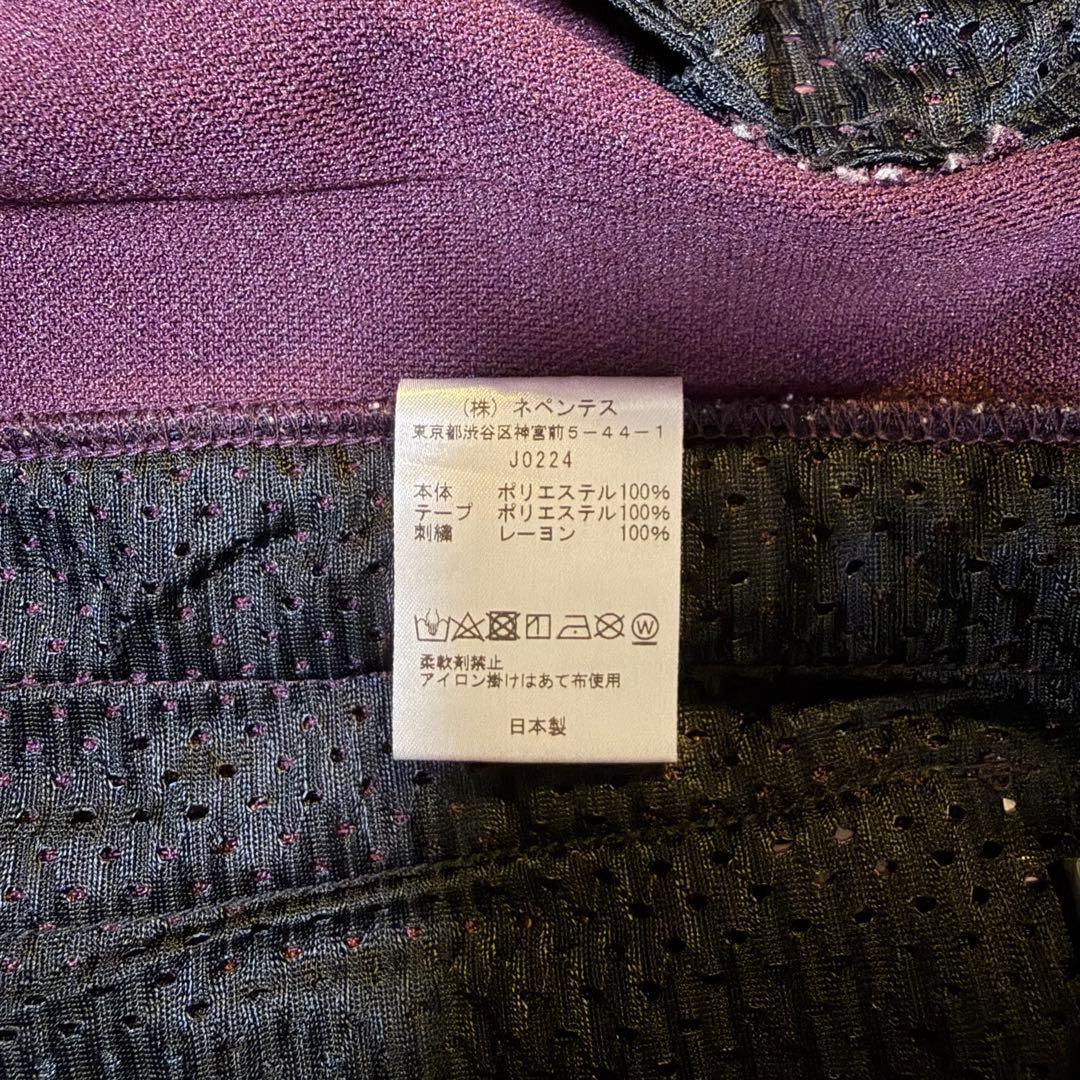 (株) ネペンテス
東京都渋谷区神宮前5-44-1
J0224
本体 ポリエステル100%
テープ ポリエステル100%
刺繍 レーヨン 100%
W
柔軟剤禁止
アイロン掛けはあて布使用
日本製